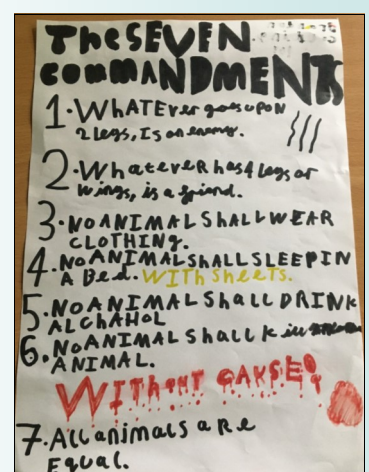 The SEVEN
COMMANDMENTS
1. WhATEver goes upon
2 legs, Is an enemy.
2. WhateveR has 4 legs or
wings, is a friend.
3. NO ANIMAL ShALL WEAR
CLOTHING.
4. NO ANIMAL SHALL SLEEP IN
A Bed. WITh SheeTs.
5. NO ANIMAL Shall DRINK
ALCHAHOL
6. NO ANIMAL Shall Kill
ANIMAL.
WITHOUT CAKSE!
7. All animals aRe
Equal.